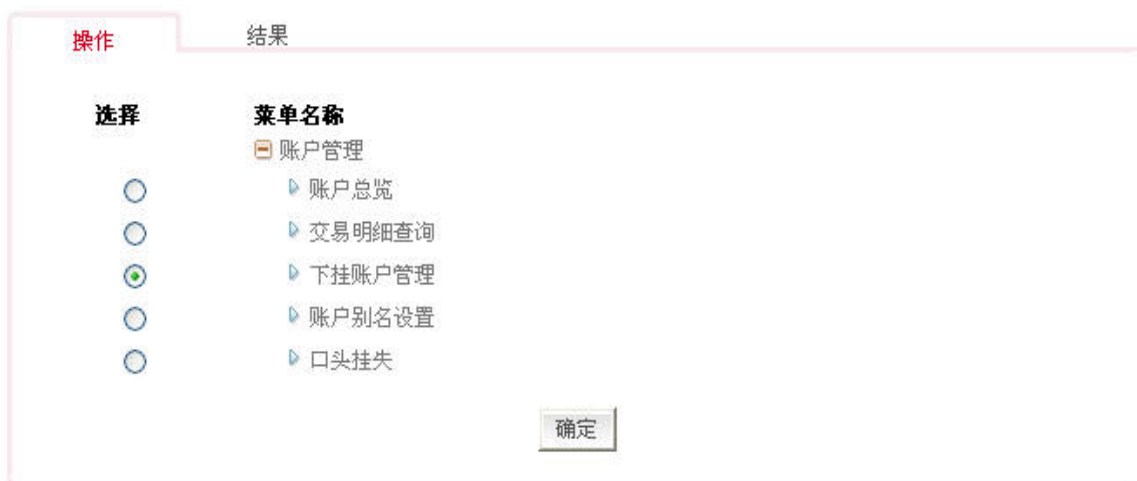 操作 结果
选择 菜单名称
账户管理
账户总览
交易明细查询
下挂账户管理
账户别名设置
口头挂失
确定